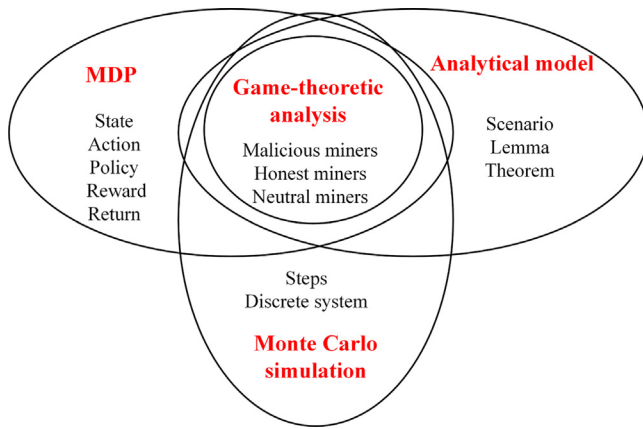 MDP
State
Action
Policy
Reward
Return
Game-theoretic
analysis
Malicious miners
Honest miners
Neutral miners
Analytical model
Scenario
Lemma
Theorem
Steps
Discrete system
Monte Carlo
simulation